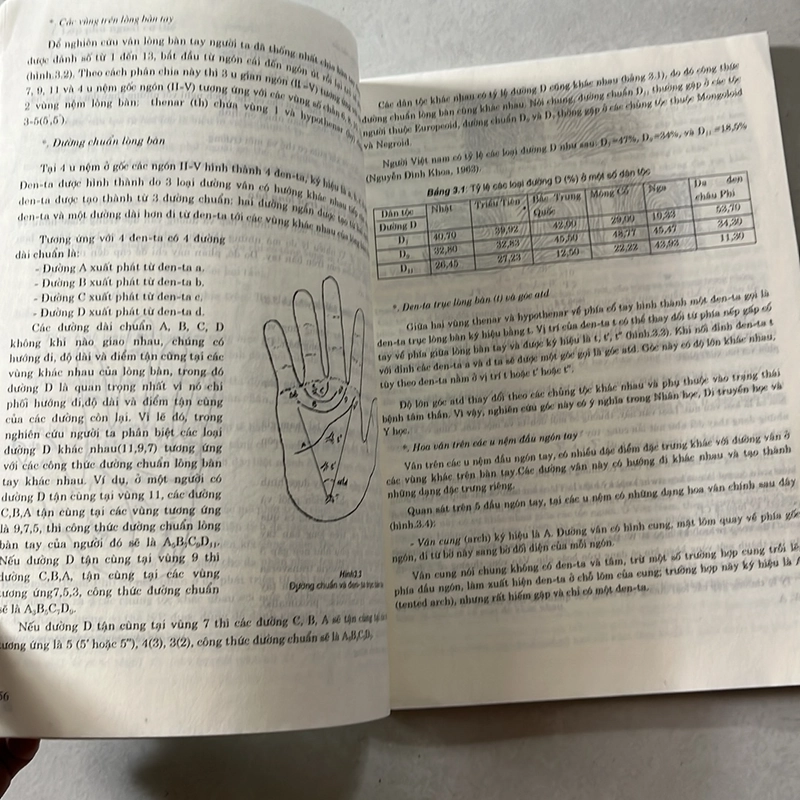 *. Các vùng trên lòng bàn tay
Để nghiên cứu vân lòng bàn tay người ta đã thống nhất chia
được đánh số từ 1 đến 13, bắt đầu từ ngón cái đến ngón út rồi lại
(hình.3.2). Theo cách phân chia này thì 3 u gian ngón (II -V) tương
7, 9, 11 và 4 u nệm gốc ngón (II-V) tương ứng với các vùng số chẵn 6,
2 vùng nệm lòng bàn: thenar (th) chứa vùng 1 và hypothenar
3-5(5',5").
*. Đường chuẩn lòng bàn
Tại 4 u nệm ở gốc các ngón II-V hình thành 4 đen-ta, ký hiệu là a, b,
Đen-ta được hình thành do 3 loại đường vân có hướng khác nhau
đen-ta được tạo thành từ 3 đường chuẩn: hai đường ngắn được tạo
đen-ta và một đường dài hơn đi từ đen-ta tới các vùng khác nhau của lòng
Tương ứng với 4 đen-ta có 4 đường
dài chuẩn là:
- Đường A xuất phát từ đen-ta a.
- Đường B xuất phát từ đen-ta b.
- Đường C xuất phát từ đen-ta c.
- Đường D xuất phát từ đen-ta d.
Các đường dài chuẩn A, B, C, D
không khi nào giao nhau, chúng có
hướng đi, độ dài và điểm tận cùng tại các
vùng khác nhau của lòng bàn, trong đó
đường D là quan trọng nhất vì nó chi
phối hướng đi,độ dài và điểm tận cùng
của các đường còn lại. Vì lẽ đó, trong
nghiên cứu người ta phân biệt các loại
đường D khác nhau(11,9,7) tương ứng
với các công thức đường chuẩn lòng bàn
tay khác nhau. Ví dụ, ở một người có
đường D tận cùng tại vùng 11, các đường
C,B,A tận cùng tại các vùng tương ứng
là 9,7,5, thì công thức đường chuẩn lòng
bàn tay của người đó sẽ là A₅B₇C₉D₁₁.
Nếu đường D tận cùng tại vùng 9 thì
đường C,B,A, tận cùng tại các vùng
tương ứng7,5,3, công thức đường chuẩn
sẽ là A₃B₅C₇D₉.
Hình3.1
Đường chuẩn và đen-ta trục
Nếu đường D tận cùng tại vùng 7 thì các đường C, B, A sẽ tận cùng tại
tương ứng là 5 (5' hoặc 5"), 4(3), 3(2), công thức đường chuẩn sẽ là
56
Các dân tộc khác nhau có tỷ lệ đường D cũng khác nhau (bảng 3.1), do đó công thức
đường chuẩn lòng bàn cũng khác nhau. Nói chung, đường chuẩn D₁₁ thường gặp ở các tộc
người thuộc Europeoid, đường chuẩn D₉ và D₇ thông gặp ở các chủng tộc thuộc Mongoloid
và Negroid.
Người Việt nam có tỷ lệ các loại đường D như sau: D₇=47%, D₉=34%, và D₁₁ =18,5%
(Nguyễn Đình Khoa, 1963).
Bảng 3.1: Tỷ lệ các loại đường D (%) ở một số dân tộc
Dân tộc Nhật Triều Tiên Bắc Trung Quốc Mông Cổ Nga Da đen châu Phi
Đường D
D₇ 40,70 39,92 42,00 29,00 10,33 53,70
D₉ 32,80 32,83 45,50 48,77 45,47 34,30
D₁₁ 26,45 27,23 12,50 22,22 43,93 11,30
*. Đen-ta trục lòng bàn (t) và góc atd
Giữa hai vùng thenar và hypothenar về phía cổ tay hình thành một đen-ta gọi là
đen-ta trục lòng bàn ký hiệu bằng t. Vị trí của đen-ta t có thể thay đổi từ phía nếp gấp cổ
tay về phía giữa lòng bàn tay và được ký hiệu là t, t', t" (hình.3.3). Khi nối đỉnh đen-ta t
với đỉnh các đen-ta a và d ta sẽ được một góc gọi là góc atd. Góc này có độ lớn khác nhau,
tùy theo đen-ta nằm ở vị trí t hoặc t' hoặc t".
Độ lớn góc atd thay đổi theo các chủng tộc khác nhau và phụ thuộc vào trạng thái
bệnh tâm thần. Vì vậy, nghiên cứu góc này có ý nghĩa trong Nhân học, Di truyền học và
Y học.
*. Hoa vân trên các u nệm đầu ngón tay
Vân trên các u nệm đầu ngón tay, có nhiều đặc điểm đặc trưng khác với đường vân ở
các vùng khác trên bàn tay.Các đường vân này có hướng đi khác nhau và tạo thành
những dạng đặc trưng riêng.
Quan sát trên 5 đầu ngón tay, tại các u nệm có những dạng hoa vân chính sau đây
(hình.3.4):
- Vân cung (arch) ký hiệu là A. Đường vân có hình cung, mặt lõm quay về phía gốc
ngón, đi từ bờ này sang bờ đối diện của mỗi ngón.
Vân cung nói chung không có đen-ta và tâm, trừ một số trường hợp cung trồi lê
phía đầu ngón, làm xuất hiện đen-ta ở chỗ lõm của cung; trường hợp này ký hiệu là
(tented arch), nhưng rất hiếm gặp và chỉ có một đen-ta.